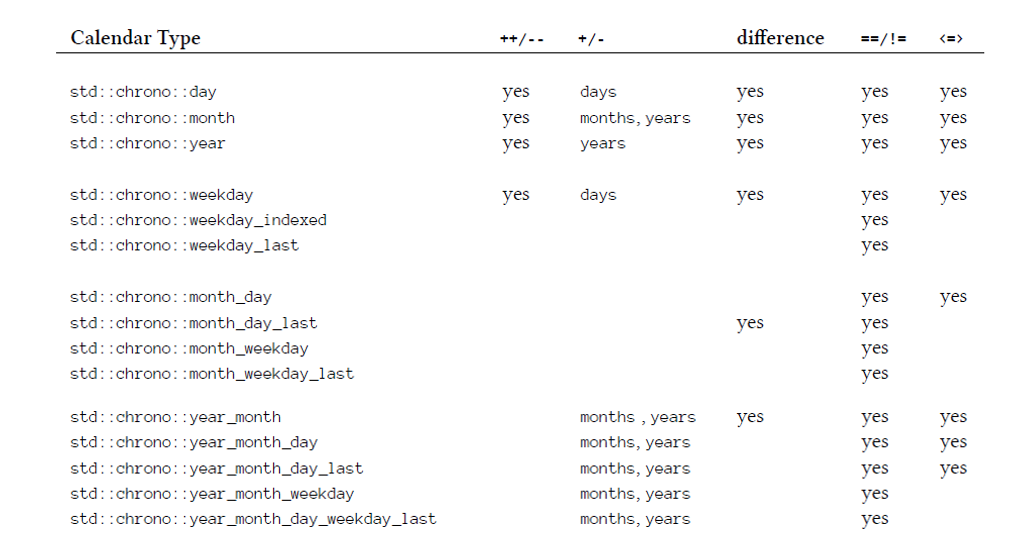 Calendar Type ++/-- +/- difference ==/!= <=>
std::chrono::day yes days yes yes yes
std::chrono::month yes months, years yes yes yes
std::chrono::year yes years yes yes yes
std::chrono::weekday yes days yes yes yes
std::chrono::weekday_indexed yes
std::chrono::weekday_last yes
std::chrono::month_day yes yes
std::chrono::month_day_last yes yes
std::chrono::month_weekday yes
std::chrono::month_weekday_last yes
std::chrono::year_month months , years yes yes yes
std::chrono::year_month_day months, years yes yes
std::chrono::year_month_day_last months, years yes yes
std::chrono::year_month_weekday months, years yes
std::chrono::year_month_day_weekday_last months, years yes